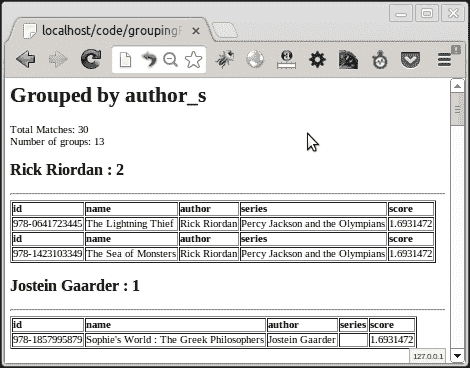 localhost/code/groupingF
Grouped by author_s
Total Matches: 30
Number of groups: 13
Rick Riordan : 2
id name author series score
978-0641723445 The Lightning Thief Rick Riordan Percy Jackson and the Olympians 1.6931472
id name author series score
978-1423103349 The Sea of Monsters Rick Riordan Percy Jackson and the Olympians 1.6931472
Jostein Gaarder : 1
id name author series score
978-1857995879 Sophie's World : The Greek Philosophers Jostein Gaarder 1.6931472
127.0.0.1